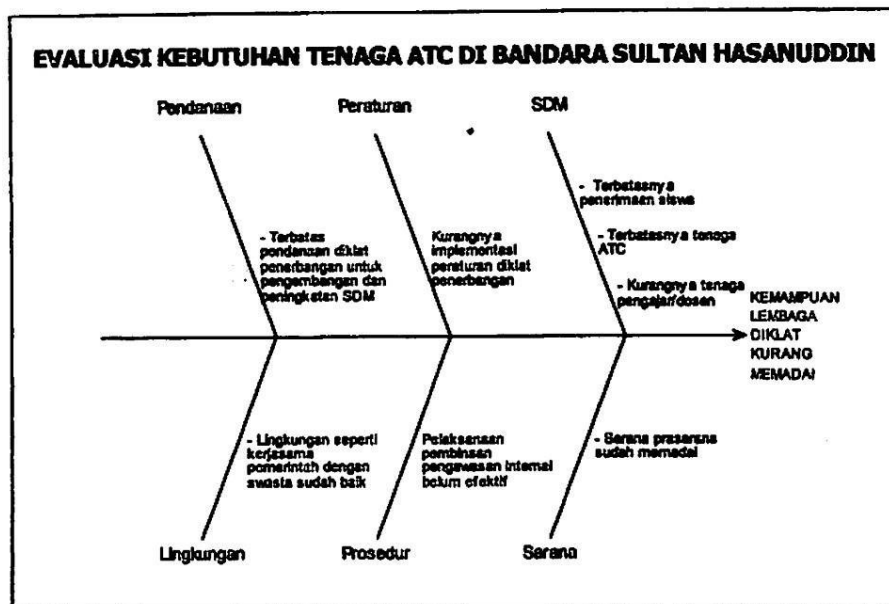 EVALUASI KEBUTUHAN TENAGA ATC DI BANDARA SULTAN HASANUDDIN
Pendanaan
Peraturan
SDM
- Terbatasnya
penerimaan siswa
- Terbatasnya tenaga
ATC
- Kurangnya tenaga
pengajar/dosen
- Terbatas
pendanaan diklat
penerbangan untuk
pengembangan dan
peningkatan SDM
Kurangnya
implementasi
peraturan diklat
penerbangan
KEMAMPUAN
LEMBAGA
DIKLAT
KURANG
MEMADAI
- Lingkungan seperti
kerjasama
pemerintah dengan
swasta sudah baik
Pelaksanaan
pembinaan
pengawasan internal
belum efektif
- Sarana prasarana
sudah memadai
Lingkungan
Prosedur
Sarana